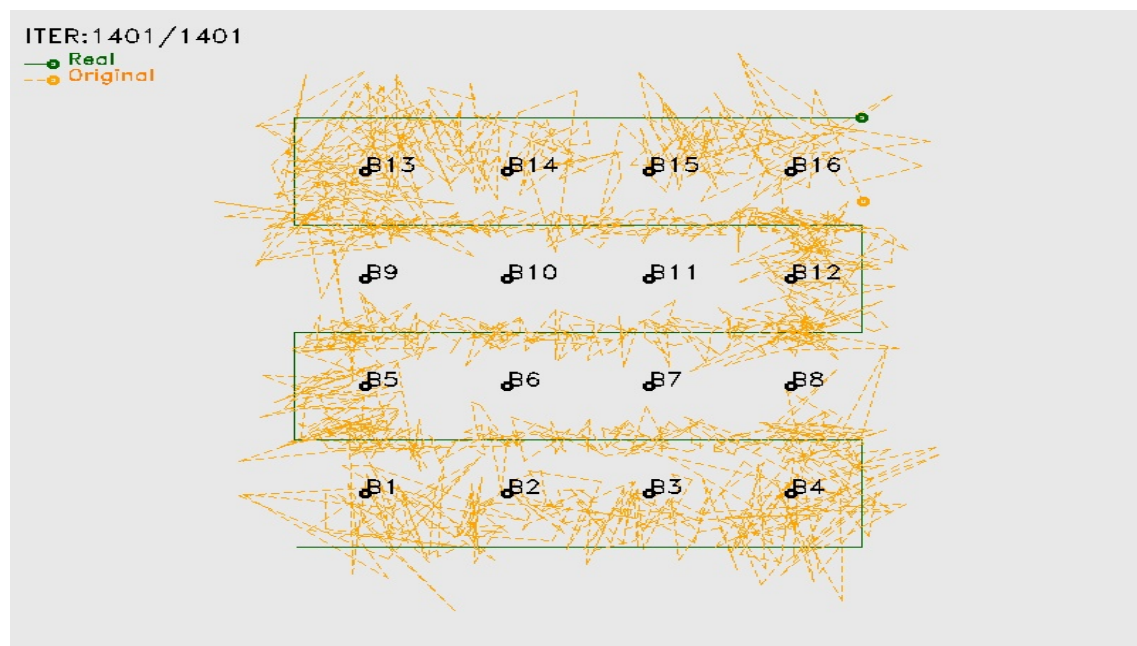 ITER:1401/1401
Real
Original
B13 B14 B15 B16
B9 B10 B11 B12
B5 B6 B7 B8
B1 B2 B3 B4